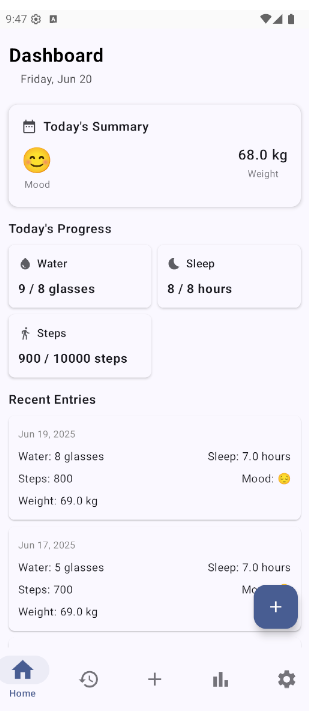 9:47
Dashboard
Friday, Jun 20
Today's Summary
68.0 kg
Mood
Weight
Today's Progress
Water
9 / 8 glasses
Sleep
8 / 8 hours
Steps
900 / 10000 steps
Recent Entries
Jun 19, 2025
Water: 8 glasses
Sleep: 7.0 hours
Steps: 800
Mood: 😔
Weight: 69.0 kg
Jun 17, 2025
Water: 5 glasses
Sleep: 7.0 hours
Steps: 700
Weight: 69.0 kg
Home